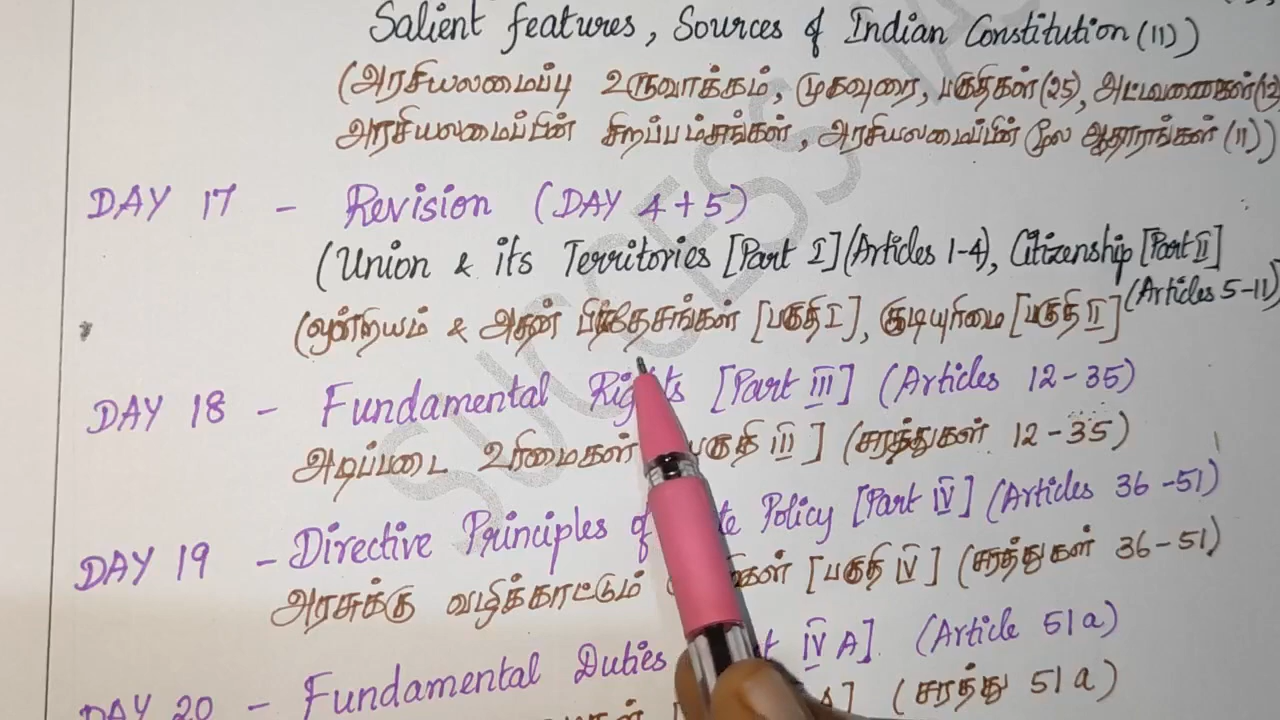 Salient features, Sources of Indian Constitution (11))
(அரசியலமைப்பு உருவாக்கம், முகவுரை, பகுதிகள் (25), அட்டவணைகள் (12
அரசியலமைப்பின் சிறப்பம்சங்கள், அரசியலமைப்பின் மூல ஆதாரங்கள் (11))
DAY 17 - Revision (DAY 4 + 5)
(Union & its Territories [Part I] (Articles 1-4), Citizenship [Part II]
(Articles 5-11)
(ஒன்றியம் & அதன் பிரதேசங்கள் [பகுதி I], குடியுரிமை [பகுதி II]
DAY 18 - Fundamental Rights [Part III] (Articles 12-35)
அடிப்படை உரிமைகள் பகுதி III] (சரத்துகள் 12-35)
DAY 19 - Directive Principles of Policy [Part IV] (Articles 36-51)
அரசுக்கு வழிக்காட்டும் [பகுதி IV] (சரத்துகள் 36-51)
DAY 20 - Fundamental Duties IV A] (Article 51a)
A] (சரத்து 51a)
SUCCESS IAS